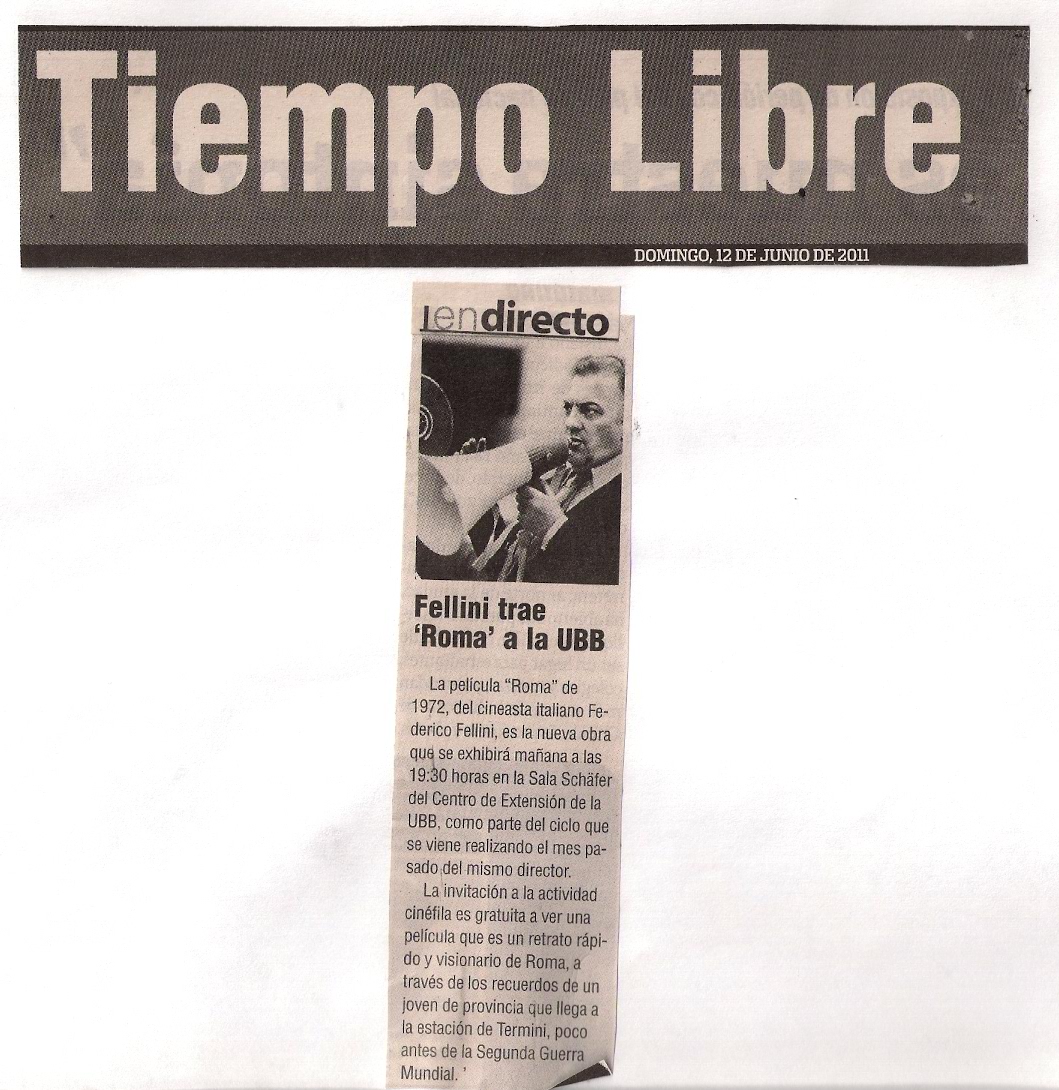 Tiempo Libre
DOMINGO, 12 DE JUNIO DE 2011
endirecto
Fellini trae
‘Roma’ a la UBB
La película “Roma” de
1972, del cineasta italiano Fe-
derico Fellini, es la nueva obra
que se exhibirá mañana a las
19:30 horas en la Sala Schäfer
del Centro de Extensión de la
UBB, como parte del ciclo que
se viene realizando el mes pa-
sado del mismo director.
La invitación a la actividad
cinéfila es gratuita a ver una
película que es un retrato rápi-
do y visionario de Roma, a
través de los recuerdos de un
joven de provincia que llega a
la estación de Termini, poco
antes de la Segunda Guerra
Mundial. ’